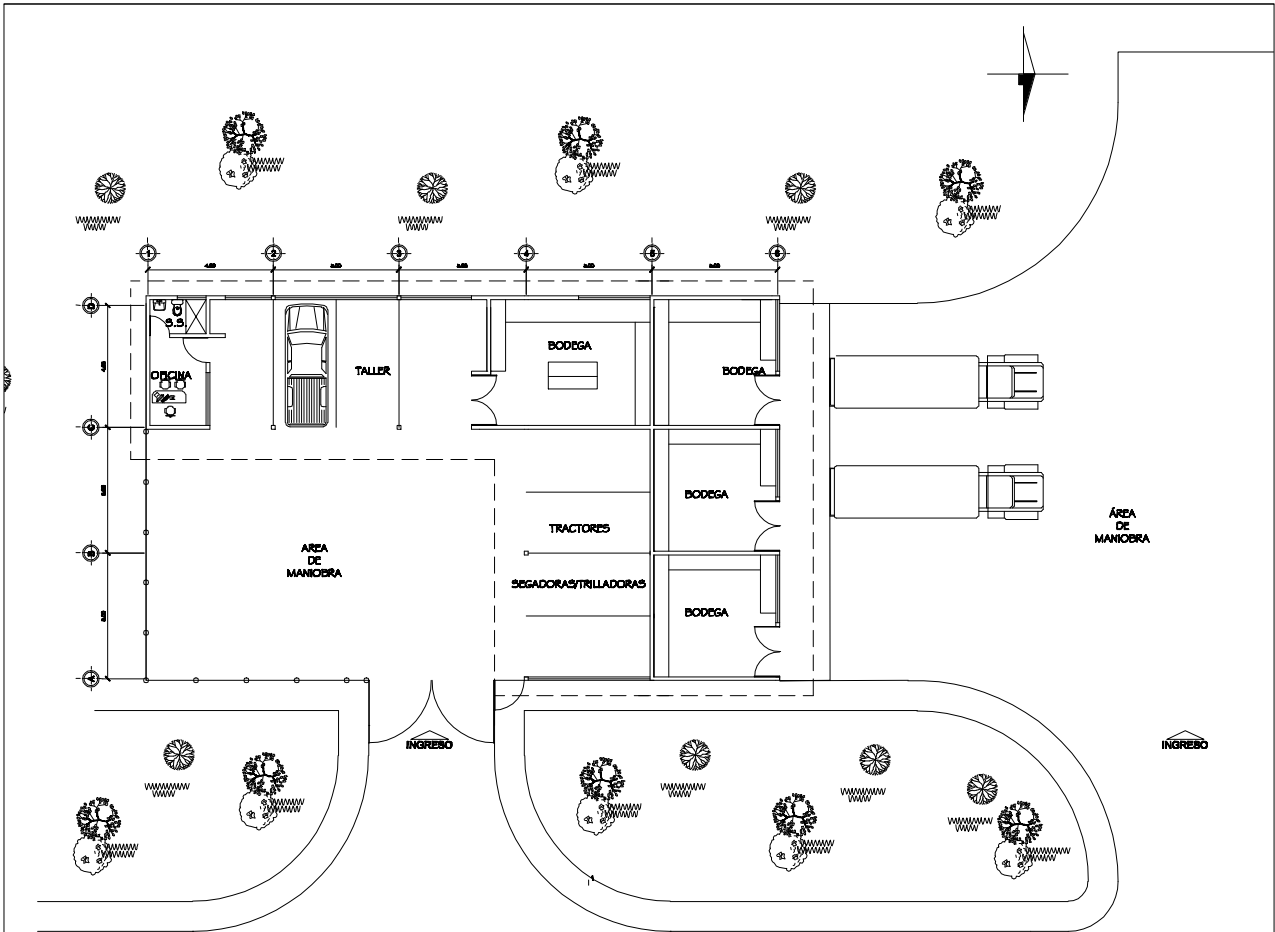 1 2 3 4 5 6
D
S.S.
BODEGA
TALLER
BODEGA
OFICINA
C
BODEGA
ÁREA
DE
MANIOBRA
TRACTORES
AREA
DE
MANIOBRA
B
SEGADORAS/TRILLADORAS
BODEGA
A
INGRESO
INGRESO